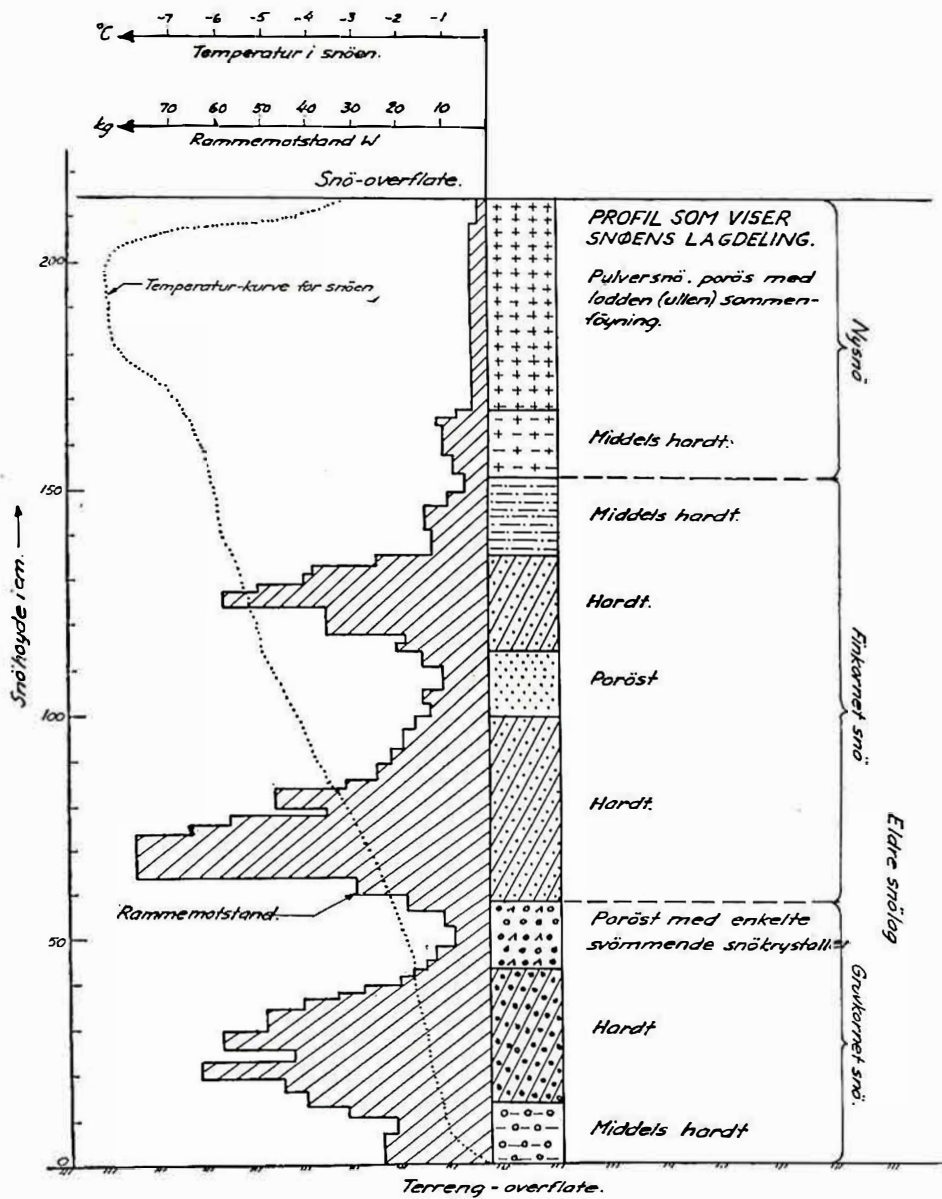 -7 -6 -5 -4 -3 -2 -1
°C
Temperatur i snöen.
70 60 50 40 30 20 10
kg
Rammemotstand W
Snö-overflate.
PROFIL SOM VISER
SNØENS LAGDELING.
200
Temperatur-kurve for snöen
Pulversnö. porös med
lodden (ullen) sammen-
föyning.
Nysnö
Middels hardt.
150
Middels hardt.
Snöhøyde i cm.
Hardt.
Poröst
Finkornet snö
100
Hardt.
Eldre snölag
Rammemotstand
Poröst med enkelte
svömmende snökrystall
50
Hardt
Grovkornet snö.
Middels hardt
0
Terreng-overflate.